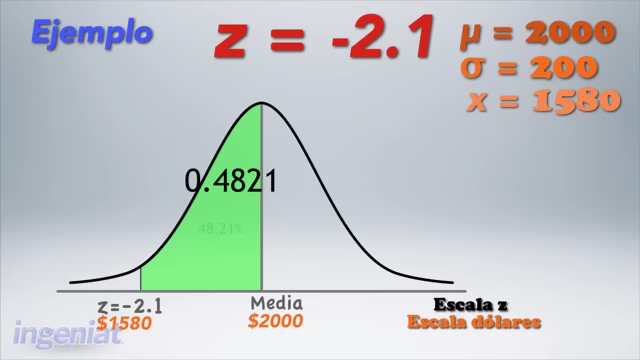 Ejemplo
z = -2.1
μ = 2000
σ = 200
x = 1580
0.4821
48.21%
z=-2.1
$1580
Media
$2000
Escala z
Escala dólares
ingeniat